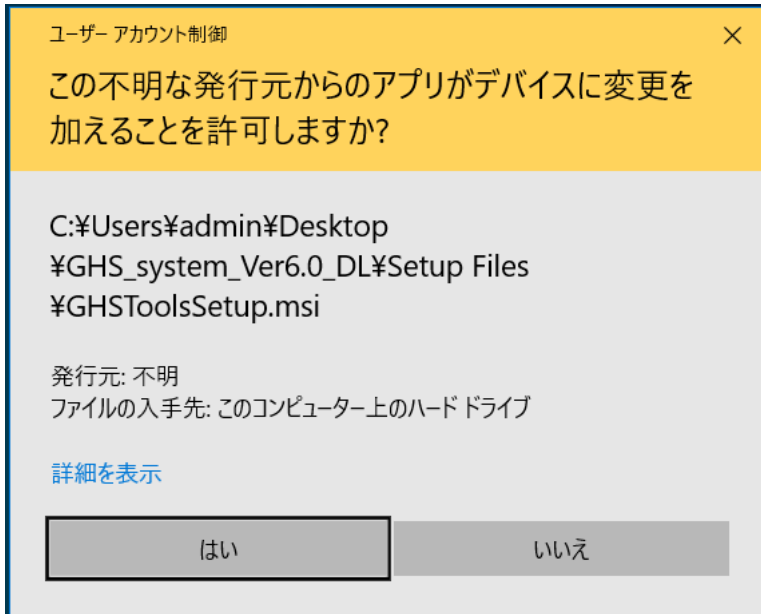 ユーザー アカウント制御
この不明な発行元からのアプリがデバイスに変更を
加えることを許可しますか?
C:¥Users¥admin¥Desktop
¥GHS_system_Ver6.0_DL¥Setup Files
¥GHSToolsSetup.msi
発行元: 不明
ファイルの入手先: このコンピューター上のハード ドライブ
詳細を表示
はい
いいえ